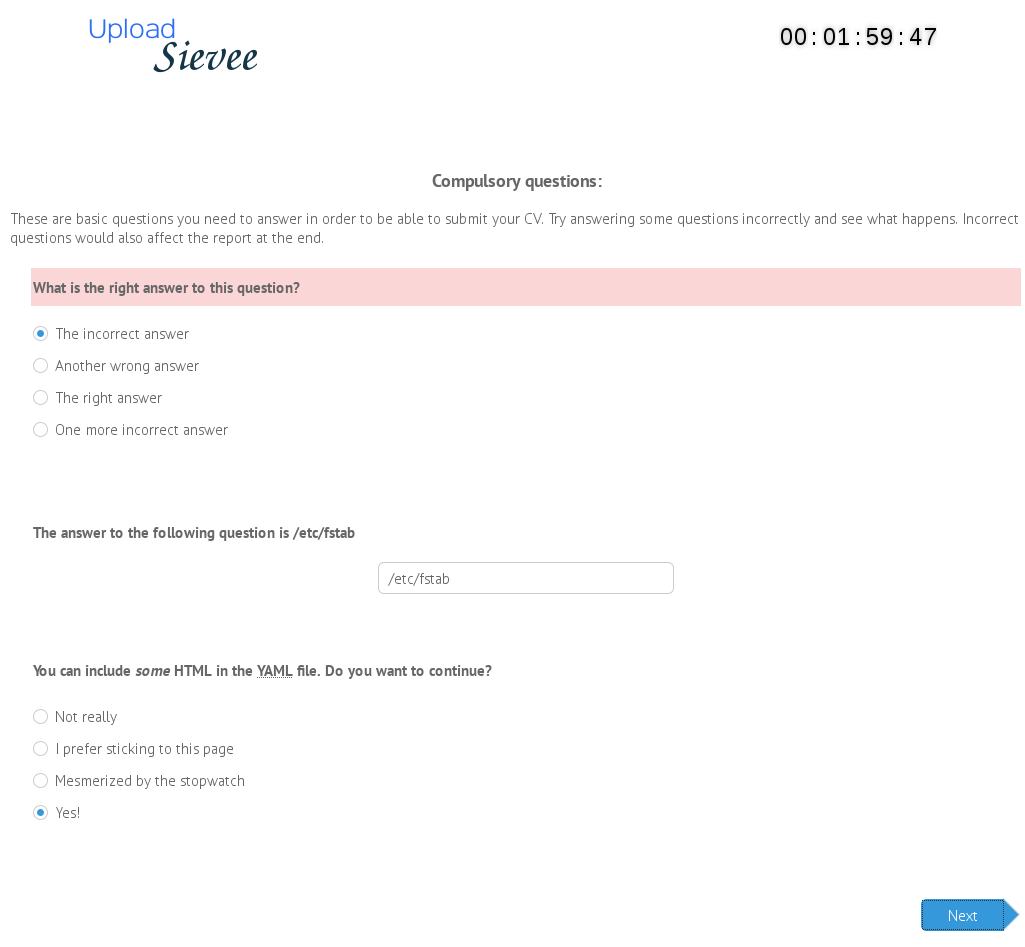 Upload
Sievee
00:01:59:47
Compulsory questions:
These are basic questions you need to answer in order to be able to submit your CV. Try answering some questions incorrectly and see what happens. Incorrect
questions would also affect the report at the end.
What is the right answer to this question?
The incorrect answer
Another wrong answer
The right answer
One more incorrect answer
The answer to the following question is /etc/fstab
/etc/fstab
You can include some HTML in the YAML file. Do you want to continue?
Not really
I prefer sticking to this page
Mesmerized by the stopwatch
Yes!
Next